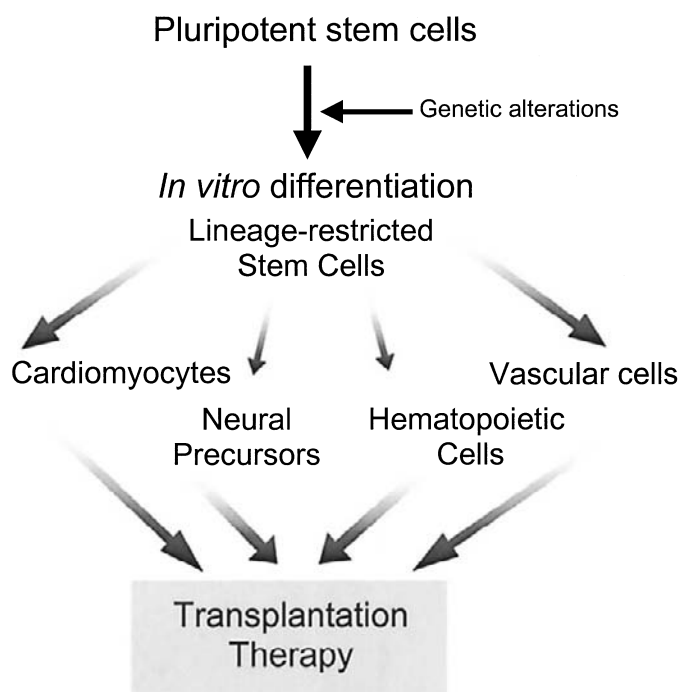 Pluripotent stem cells
Genetic alterations
In vitro differentiation
Lineage-restricted
Stem Cells
Cardiomyocytes
Vascular cells
Neural
Precursors
Hematopoietic
Cells
Transplantation
Therapy